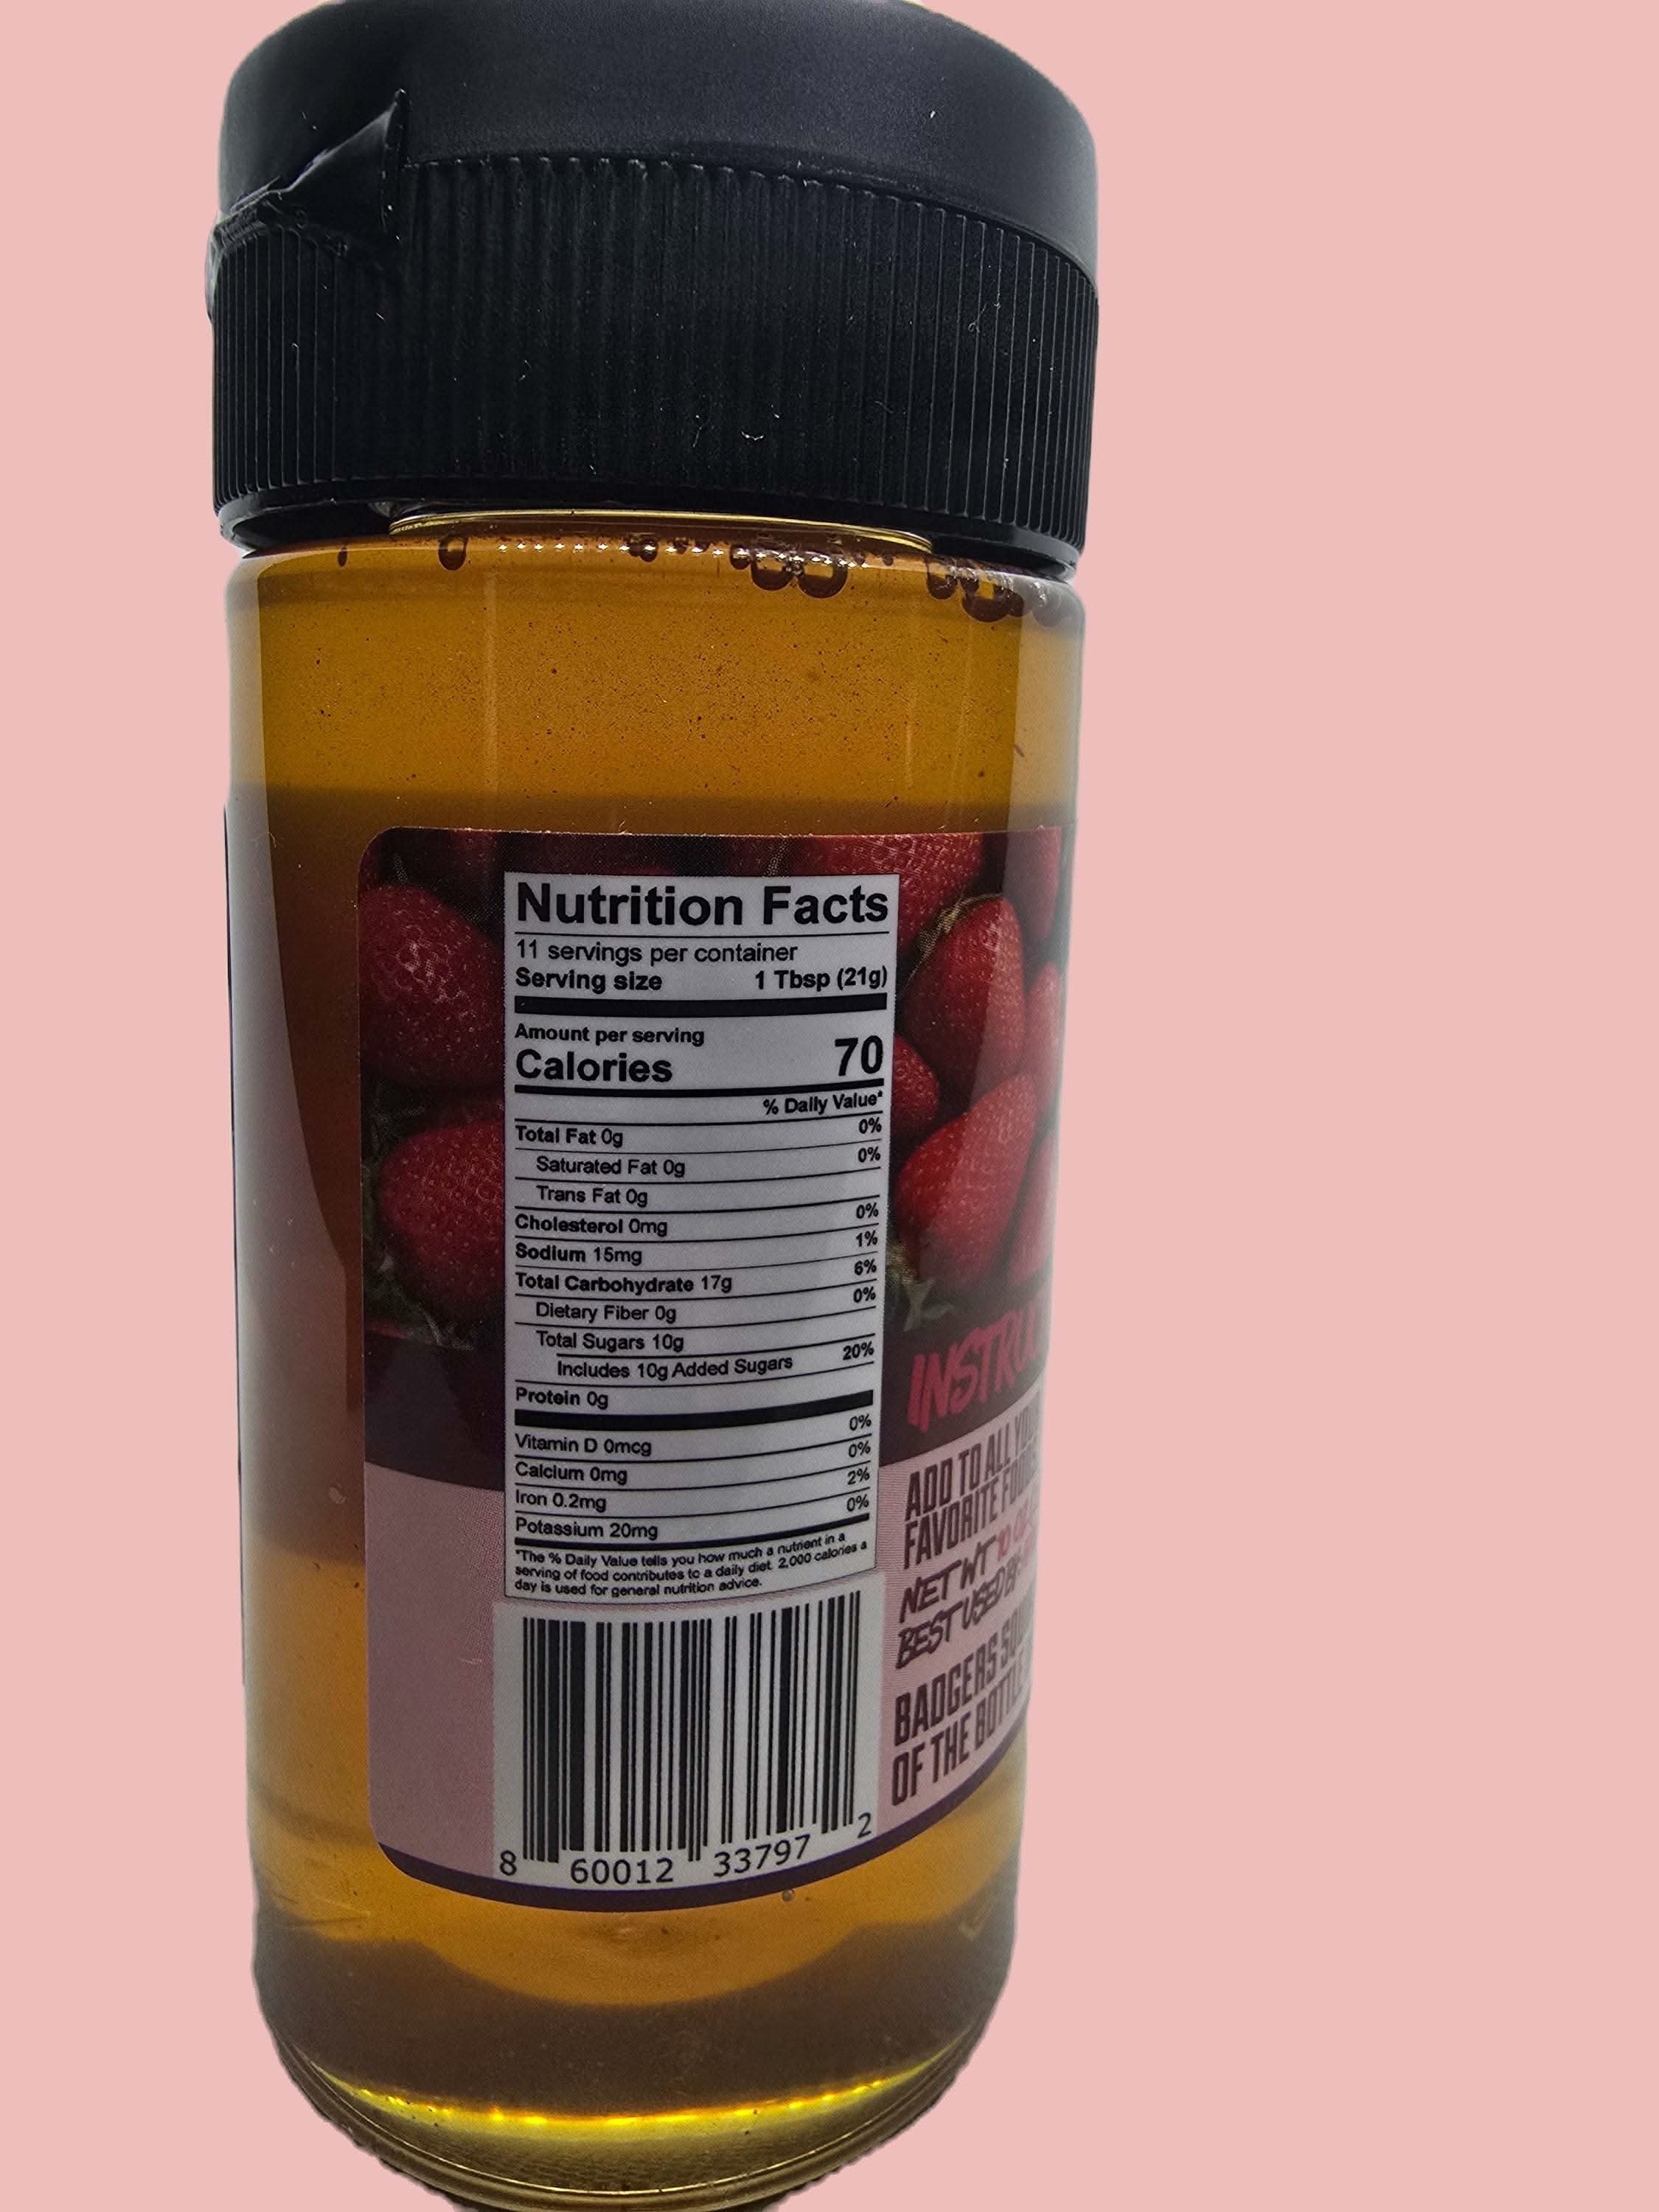 Nutrition Facts
11 servings per container
Serving size 1 Tbsp (21g)
Amount per serving
Calories 70
% Daily Value*
Total Fat 0g 0%
Saturated Fat 0g 0%
Trans Fat 0g
Cholesterol 0mg 0%
Sodium 15mg 1%
Total Carbohydrate 17g 6%
Dietary Fiber 0g 0%
Total Sugars 10g
Includes 10g Added Sugars 20%
Protein 0g
Vitamin D 0mcg 0%
Calcium 0mg 0%
Iron 0.2mg 2%
Potassium 20mg 0%
*The % Daily Value tells you how much a nutrient in a
serving of food contributes to a daily diet. 2,000 calories a
day is used for general nutrition advice.
8 60012 33797 2
ADD TO ALL
FAVORITE
NET WT 10
BEST USED
BADGERS
OF THE BOTTLE